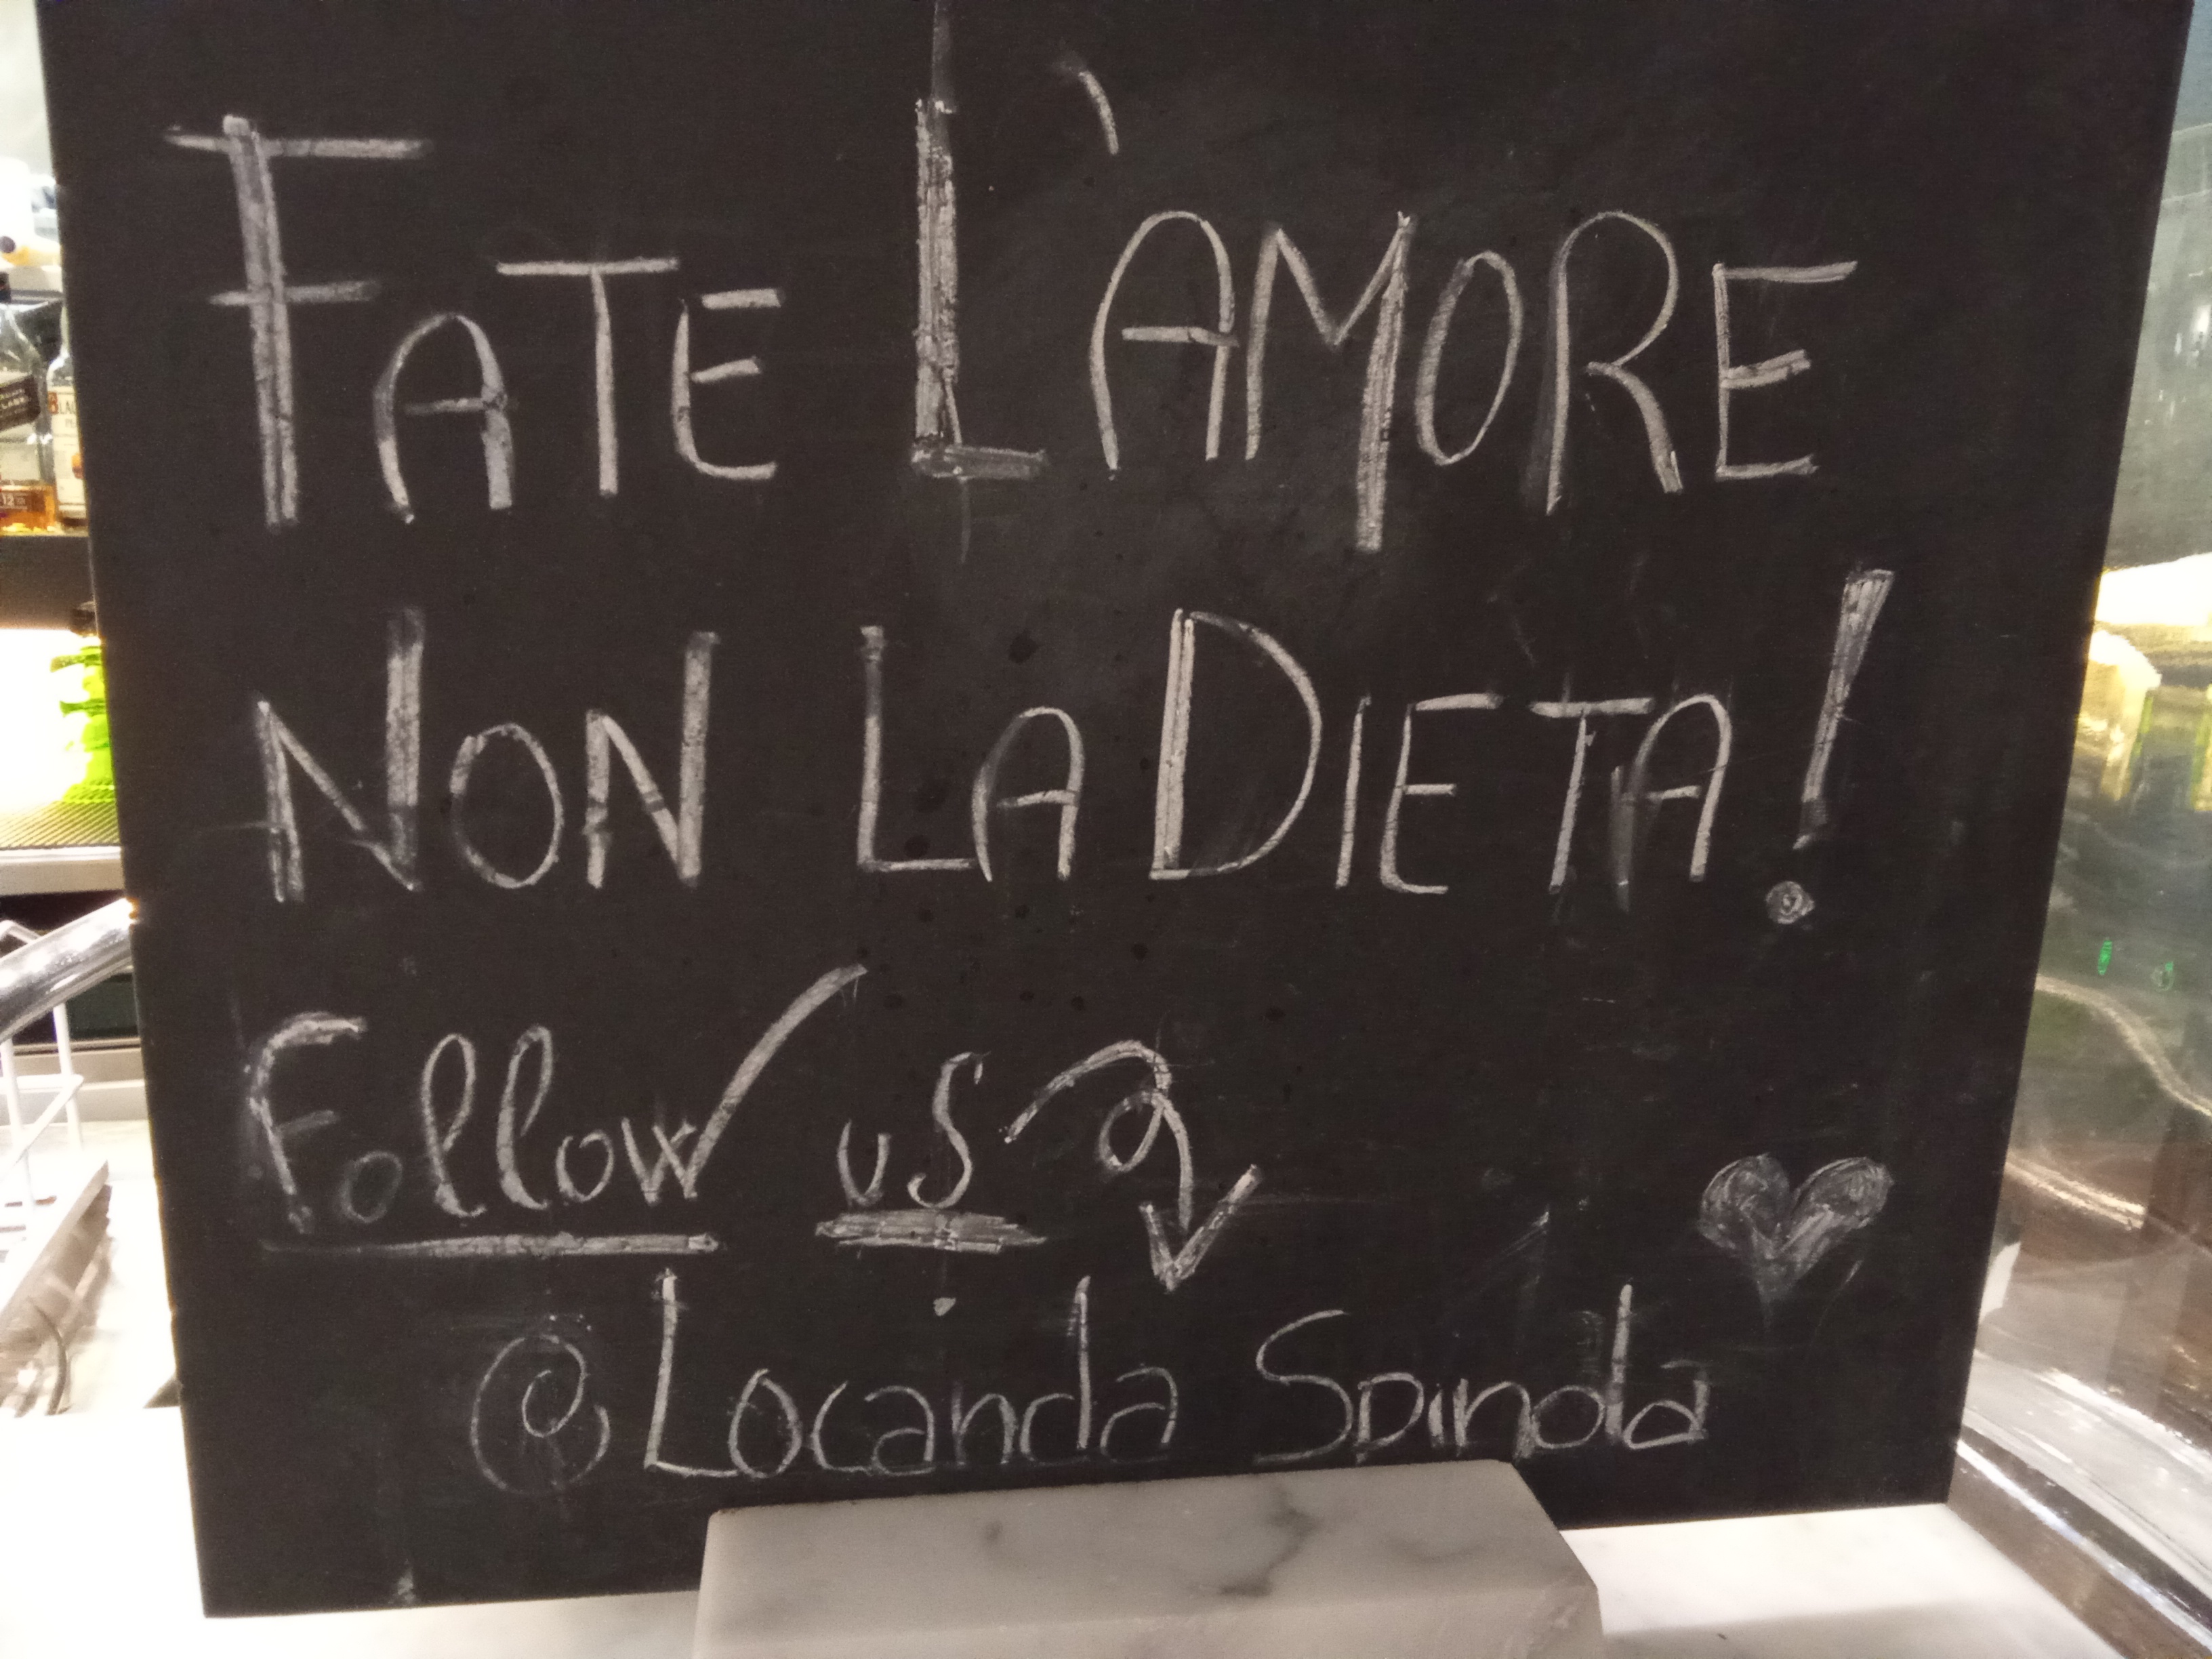 FATE L'AMORE
NON LA DIETA!
Follow us
@Locanda Spinola